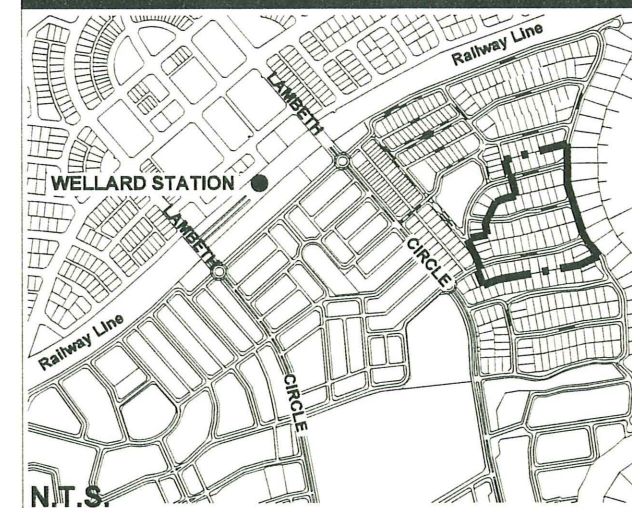 Railway Line
LAMBETH
WELLARD STATION
LAMBETH
CIRCLE
Railway Line
CIRCLE
N.T.S.